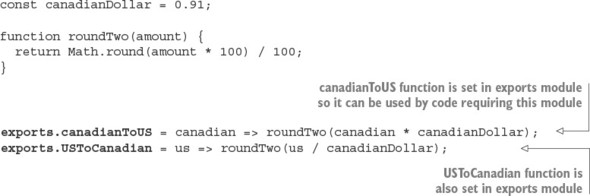 const canadianDollar = 0.91;
function roundTwo(amount) {
return Math.round(amount * 100) / 100;
}
canadianToUS function is set in exports module
so it can be used by code requiring this module
exports.canadianToUS = canadian => roundTwo(canadian * canadianDollar);
exports.USToCanadian = us => roundTwo(us / canadianDollar);
USToCanadian function is
also set in exports module